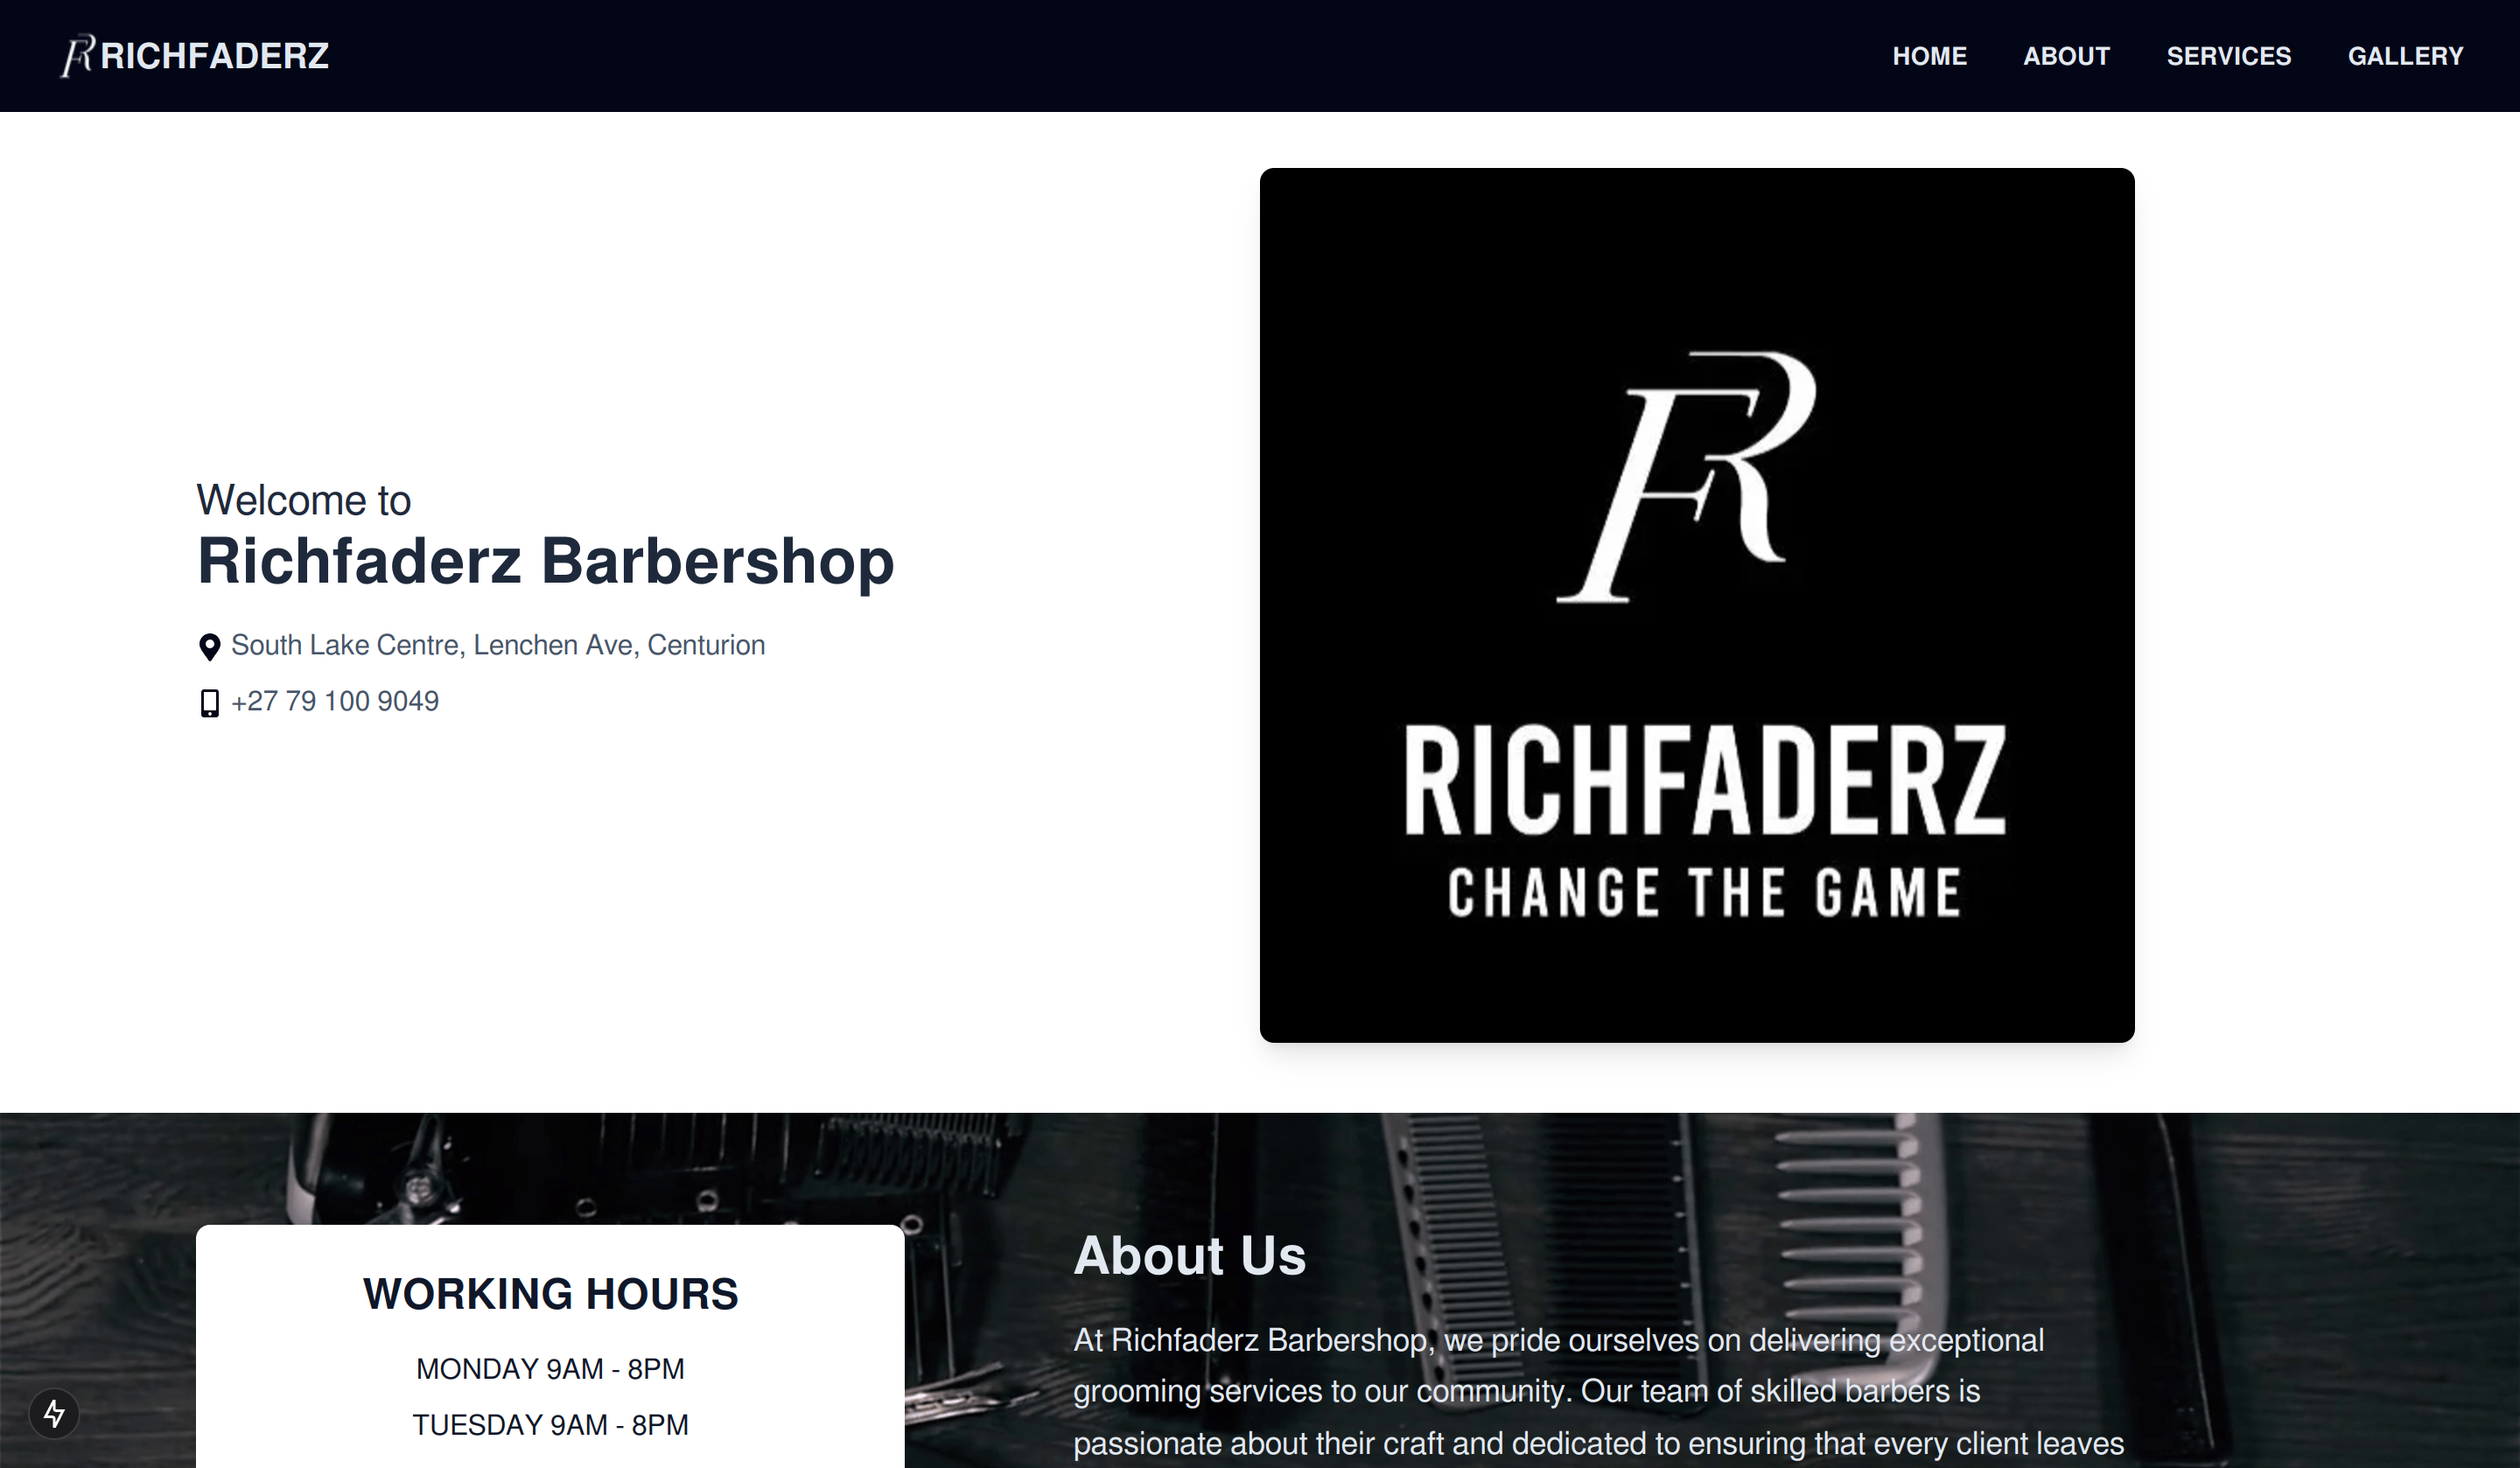 FR RICHFADERZ
HOME ABOUT SERVICES GALLERY
Welcome to
Richfaderz Barbershop
South Lake Centre, Lenchen Ave, Centurion
+27 79 100 9049
FR
RICHFADERZ
CHANGE THE GAME
WORKING HOURS
MONDAY 9AM - 8PM
TUESDAY 9AM - 8PM
About Us
At Richfaderz Barbershop, we pride ourselves on delivering exceptional
grooming services to our community. Our team of skilled barbers is
passionate about their craft and dedicated to ensuring that every client leaves